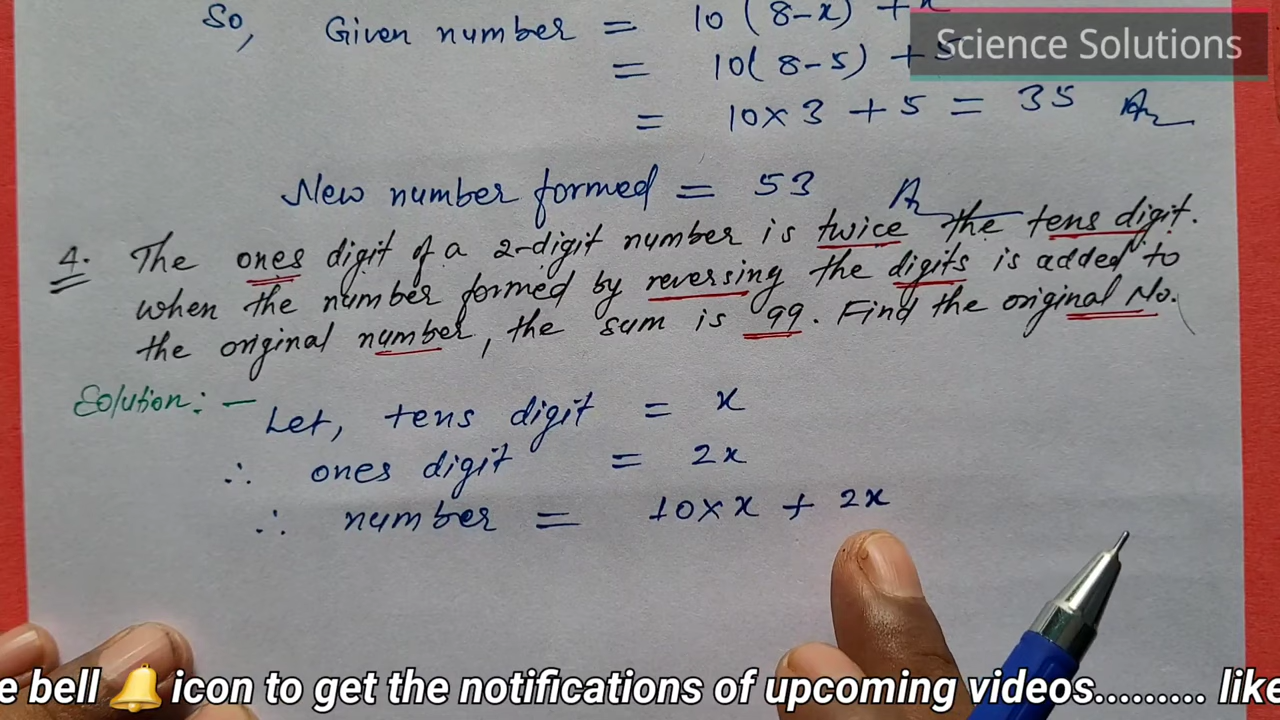 So, Given number = 10 ( 8-x) +x
Science Solutions
= 10( 8-5) +5
= 10×3 +5 = 35 Ans
New number formed = 53 Ans
4. The ones digit of a 2-digit number is twice the tens digit.
when the number formed by reversing the digits is added to
the original number, the sum is 99. Find the original No.
Solution:-
Let, tens digit = x
∴ ones digit = 2x
∴ number = 10×x + 2x
e bell 🔔 icon to get the notifications of upcoming videos......... like